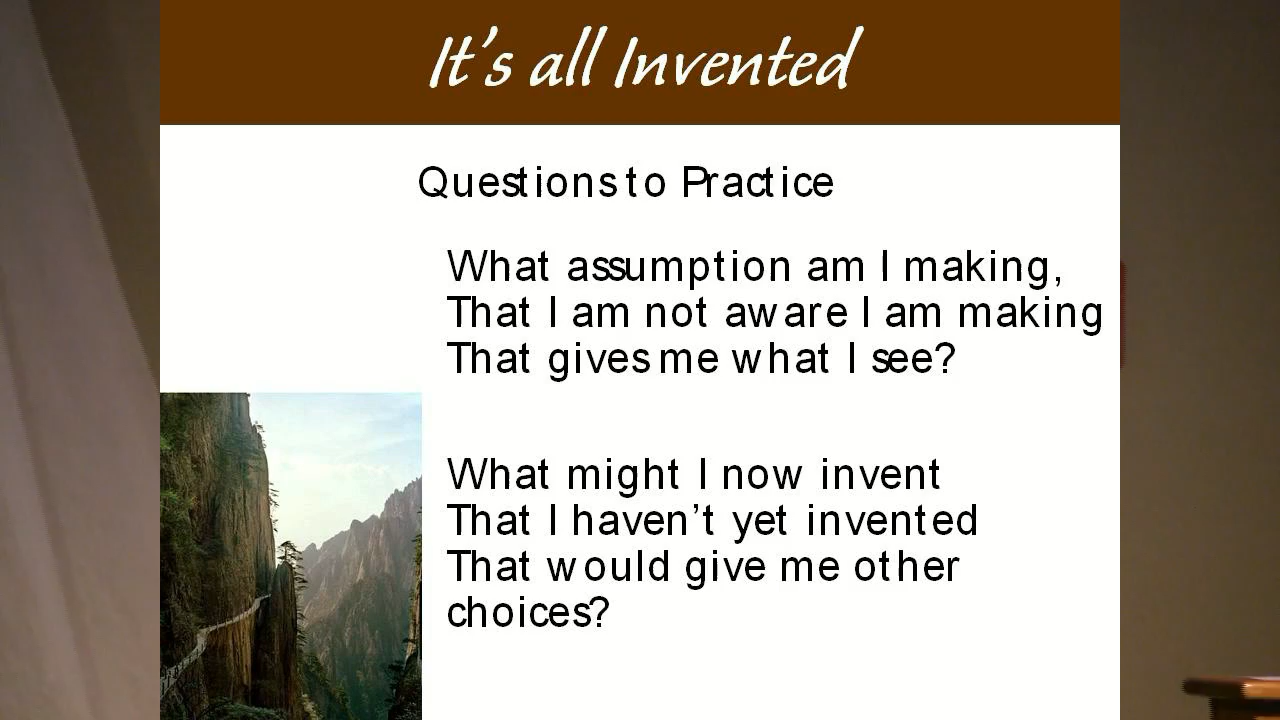 It’s all Invented
Questions to Practice
What assumption am I making,
That I am not aware I am making
That gives me what I see?
What might I now invent
That I haven’t yet invented
That would give me other
choices?